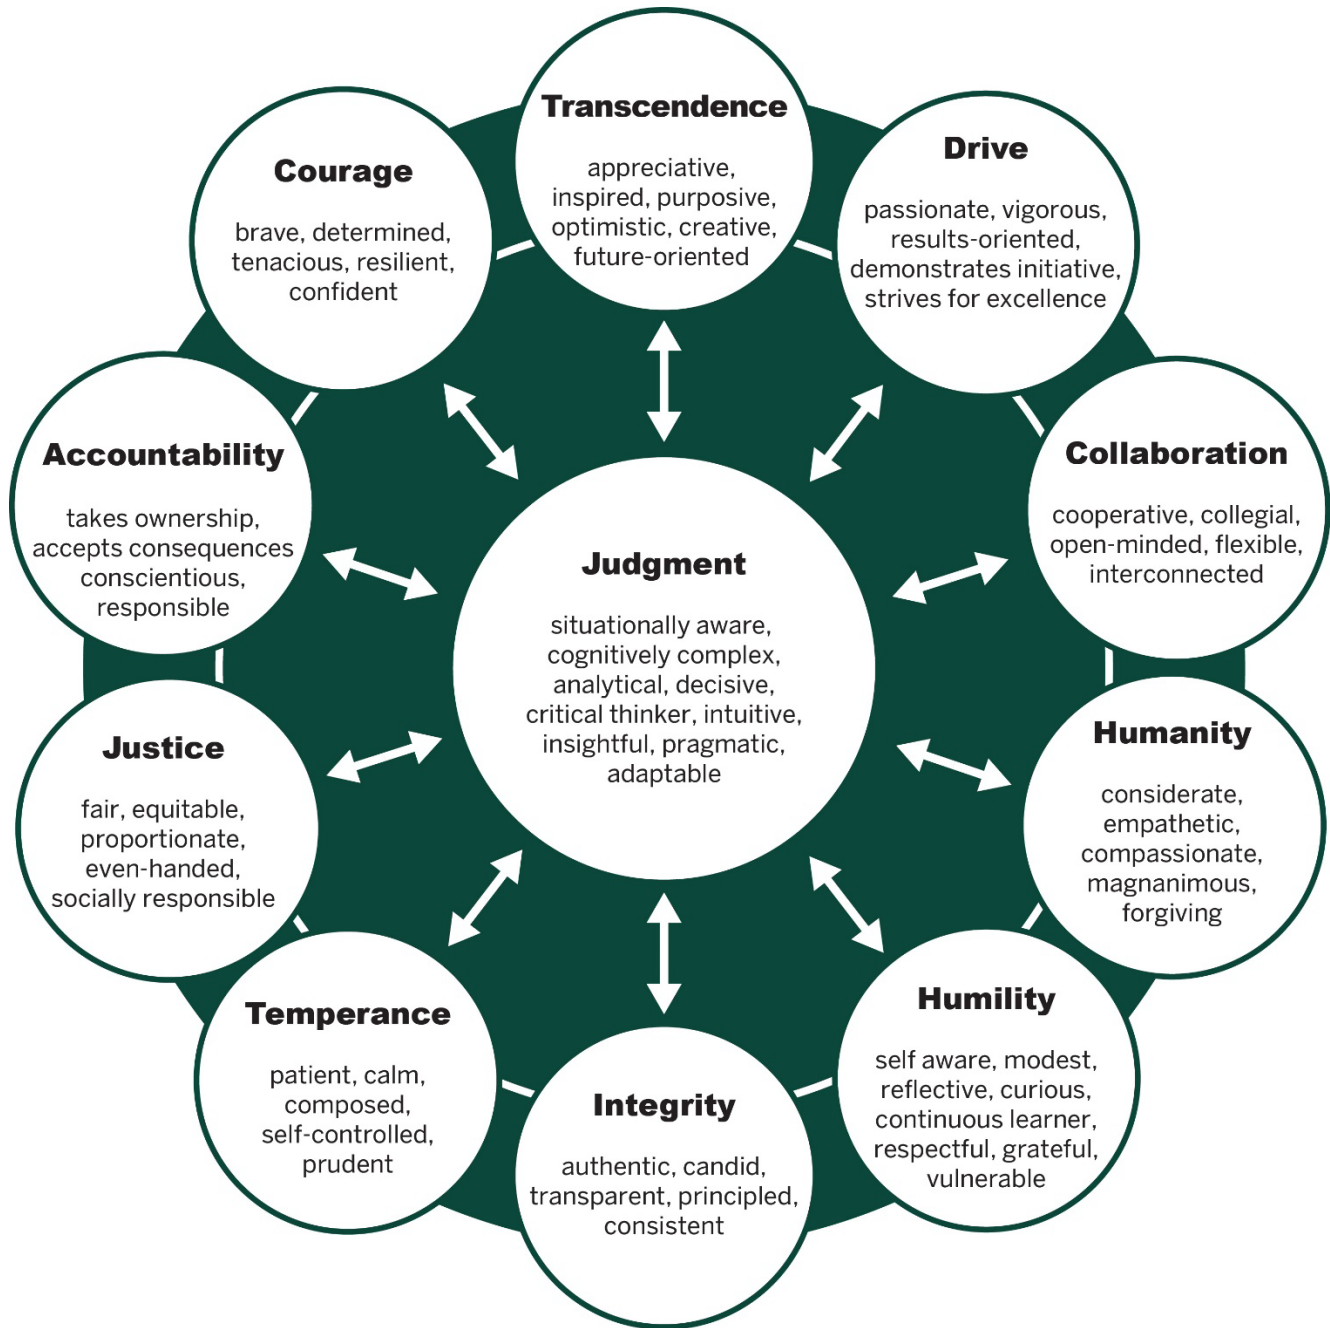 Transcendence
appreciative,
inspired, purposive,
optimistic, creative,
future-oriented
Drive
passionate, vigorous,
results-oriented,
demonstrates initiative,
strives for excellence
Collaboration
cooperative, collegial,
open-minded, flexible,
interconnected
Humanity
considerate,
empathetic,
compassionate,
magnanimous,
forgiving
Humility
self aware, modest,
reflective, curious,
continuous learner,
respectful, grateful,
vulnerable
Integrity
authentic, candid,
transparent, principled,
consistent
Temperance
patient, calm,
composed,
self-controlled,
prudent
Justice
fair, equitable,
proportionate,
even-handed,
socially responsible
Accountability
takes ownership,
accepts consequences
conscientious,
responsible
Courage
brave, determined,
tenacious, resilient,
confident
Judgment
situationally aware,
cognitively complex,
analytical, decisive,
critical thinker, intuitive,
insightful, pragmatic,
adaptable